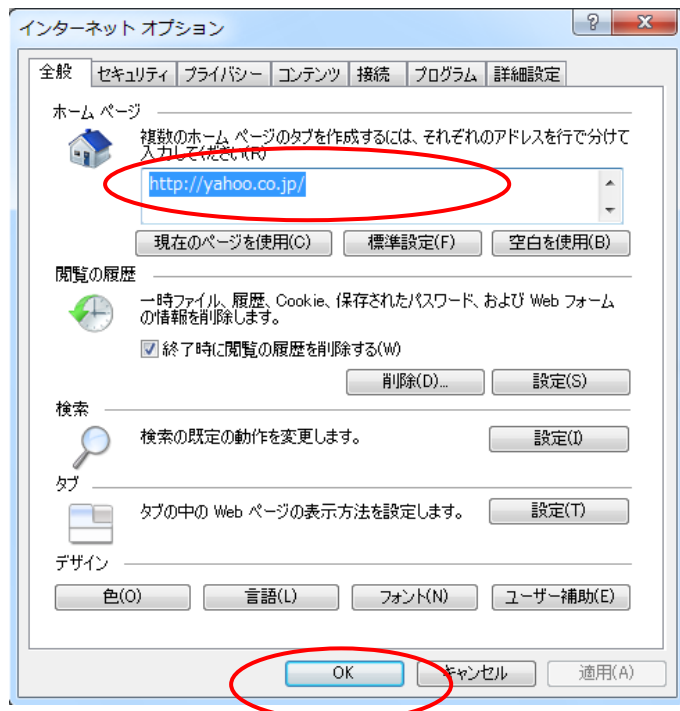 インターネット オプション
全般 セキュリティ プライバシー コンテンツ 接続 プログラム 詳細設定
ホーム ページ
複数のホーム ページのタブを作成するには、それぞれのアドレスを行で分けて
入力してください(R)
http://yahoo.co.jp/
現在のページを使用(C) 標準設定(F) 空白を使用(B)
閲覧の履歴
一時ファイル、履歴、Cookie、保存されたパスワード、および Web フォーム
の情報を削除します。
終了時に閲覧の履歴を削除する(W)
削除(D)... 設定(S)
検索
検索の既定の動作を変更します。 設定(I)
タブ
タブの中の Web ページの表示方法を設定します。 設定(T)
デザイン
色(O) 言語(L) フォント(N) ユーザー補助(E)
OK キャンセル 適用(A)